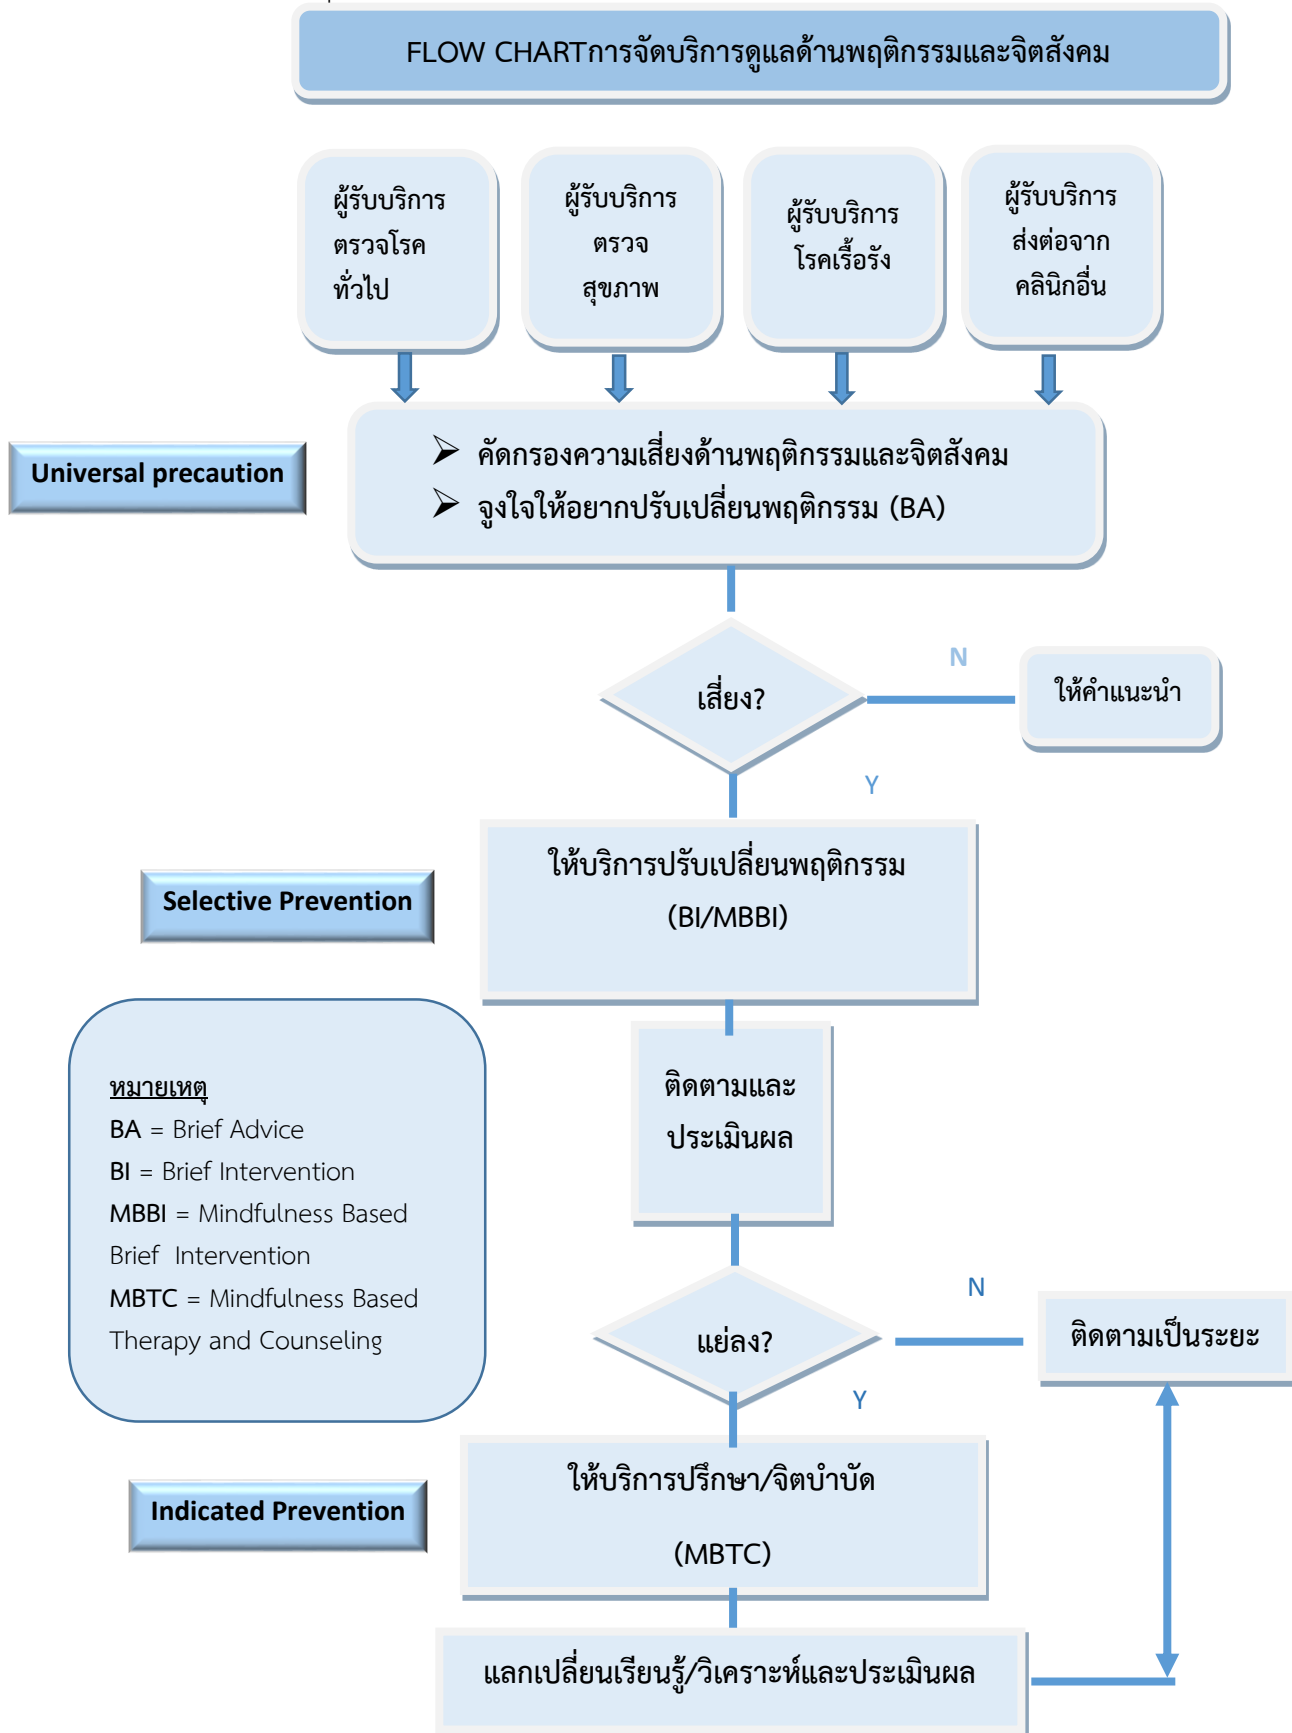 FLOW CHARTการจัดบริการดูแลด้านพฤติกรรมและจิตสังคม
ผู้รับบริการ
ตรวจโรค
ทั่วไป
ผู้รับบริการ
ตรวจ
สุขภาพ
ผู้รับบริการ
โรคเรื้อรัง
ผู้รับบริการ
ส่งต่อจาก
คลินิกอื่น
Universal precaution
➢ คัดกรองความเสี่ยงด้านพฤติกรรมและจิตสังคม
➢ จูงใจให้อยากปรับเปลี่ยนพฤติกรรม (BA)
เสี่ยง?
N
ให้คำแนะนำ
Y
Selective Prevention
ให้บริการปรับเปลี่ยนพฤติกรรม
(BI/MBBI)
ติดตามและ
ประเมินผล
หมายเหตุ
BA = Brief Advice
BI = Brief Intervention
MBBI = Mindfulness Based
Brief Intervention
MBTC = Mindfulness Based
Therapy and Counseling
แย่ลง?
N
ติดตามเป็นระยะ
Y
Indicated Prevention
ให้บริการปรึกษา/จิตบำบัด
(MBTC)
แลกเปลี่ยนเรียนรู้/วิเคราะห์และประเมินผล